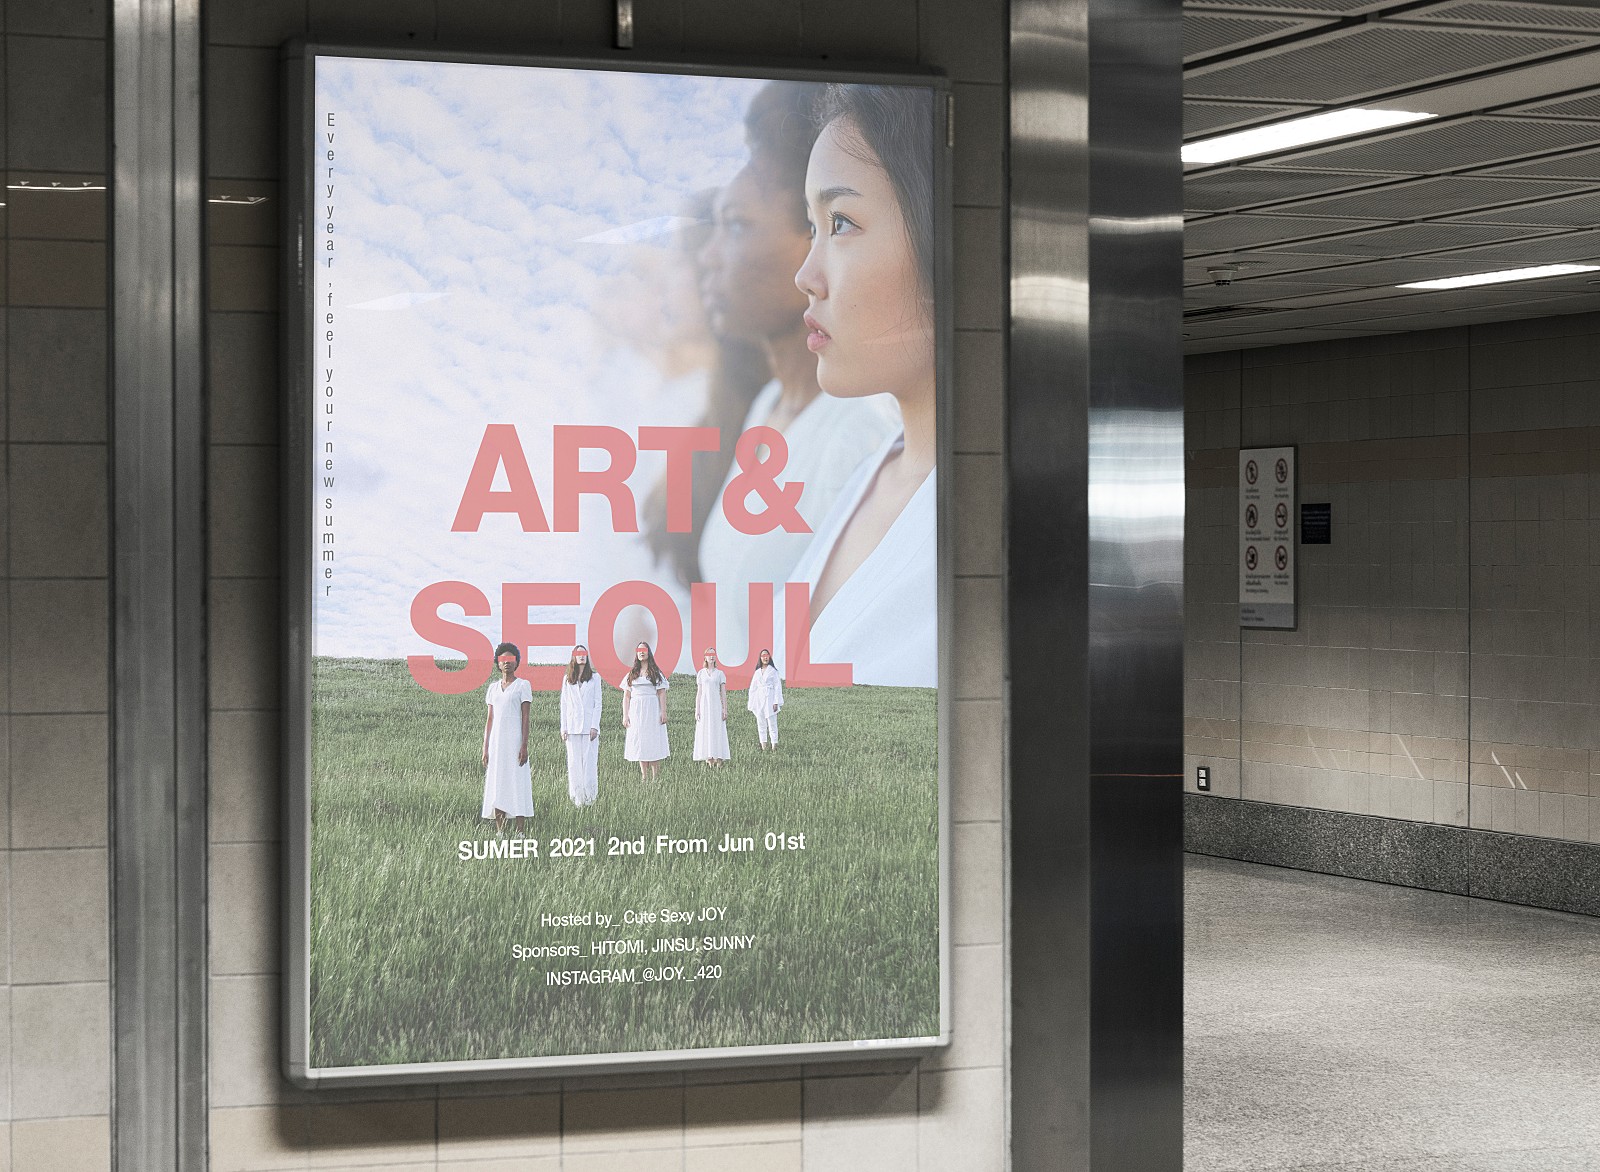 Every year ,feel your new summer
ART&
SEOUL
SUMER 2021 2nd From Jun 01st
Hosted by_ Cute Sexy JOY
Sponsors_ HITOMI, JINSU, SUNNY
INSTAGRAM_@JOY._.420